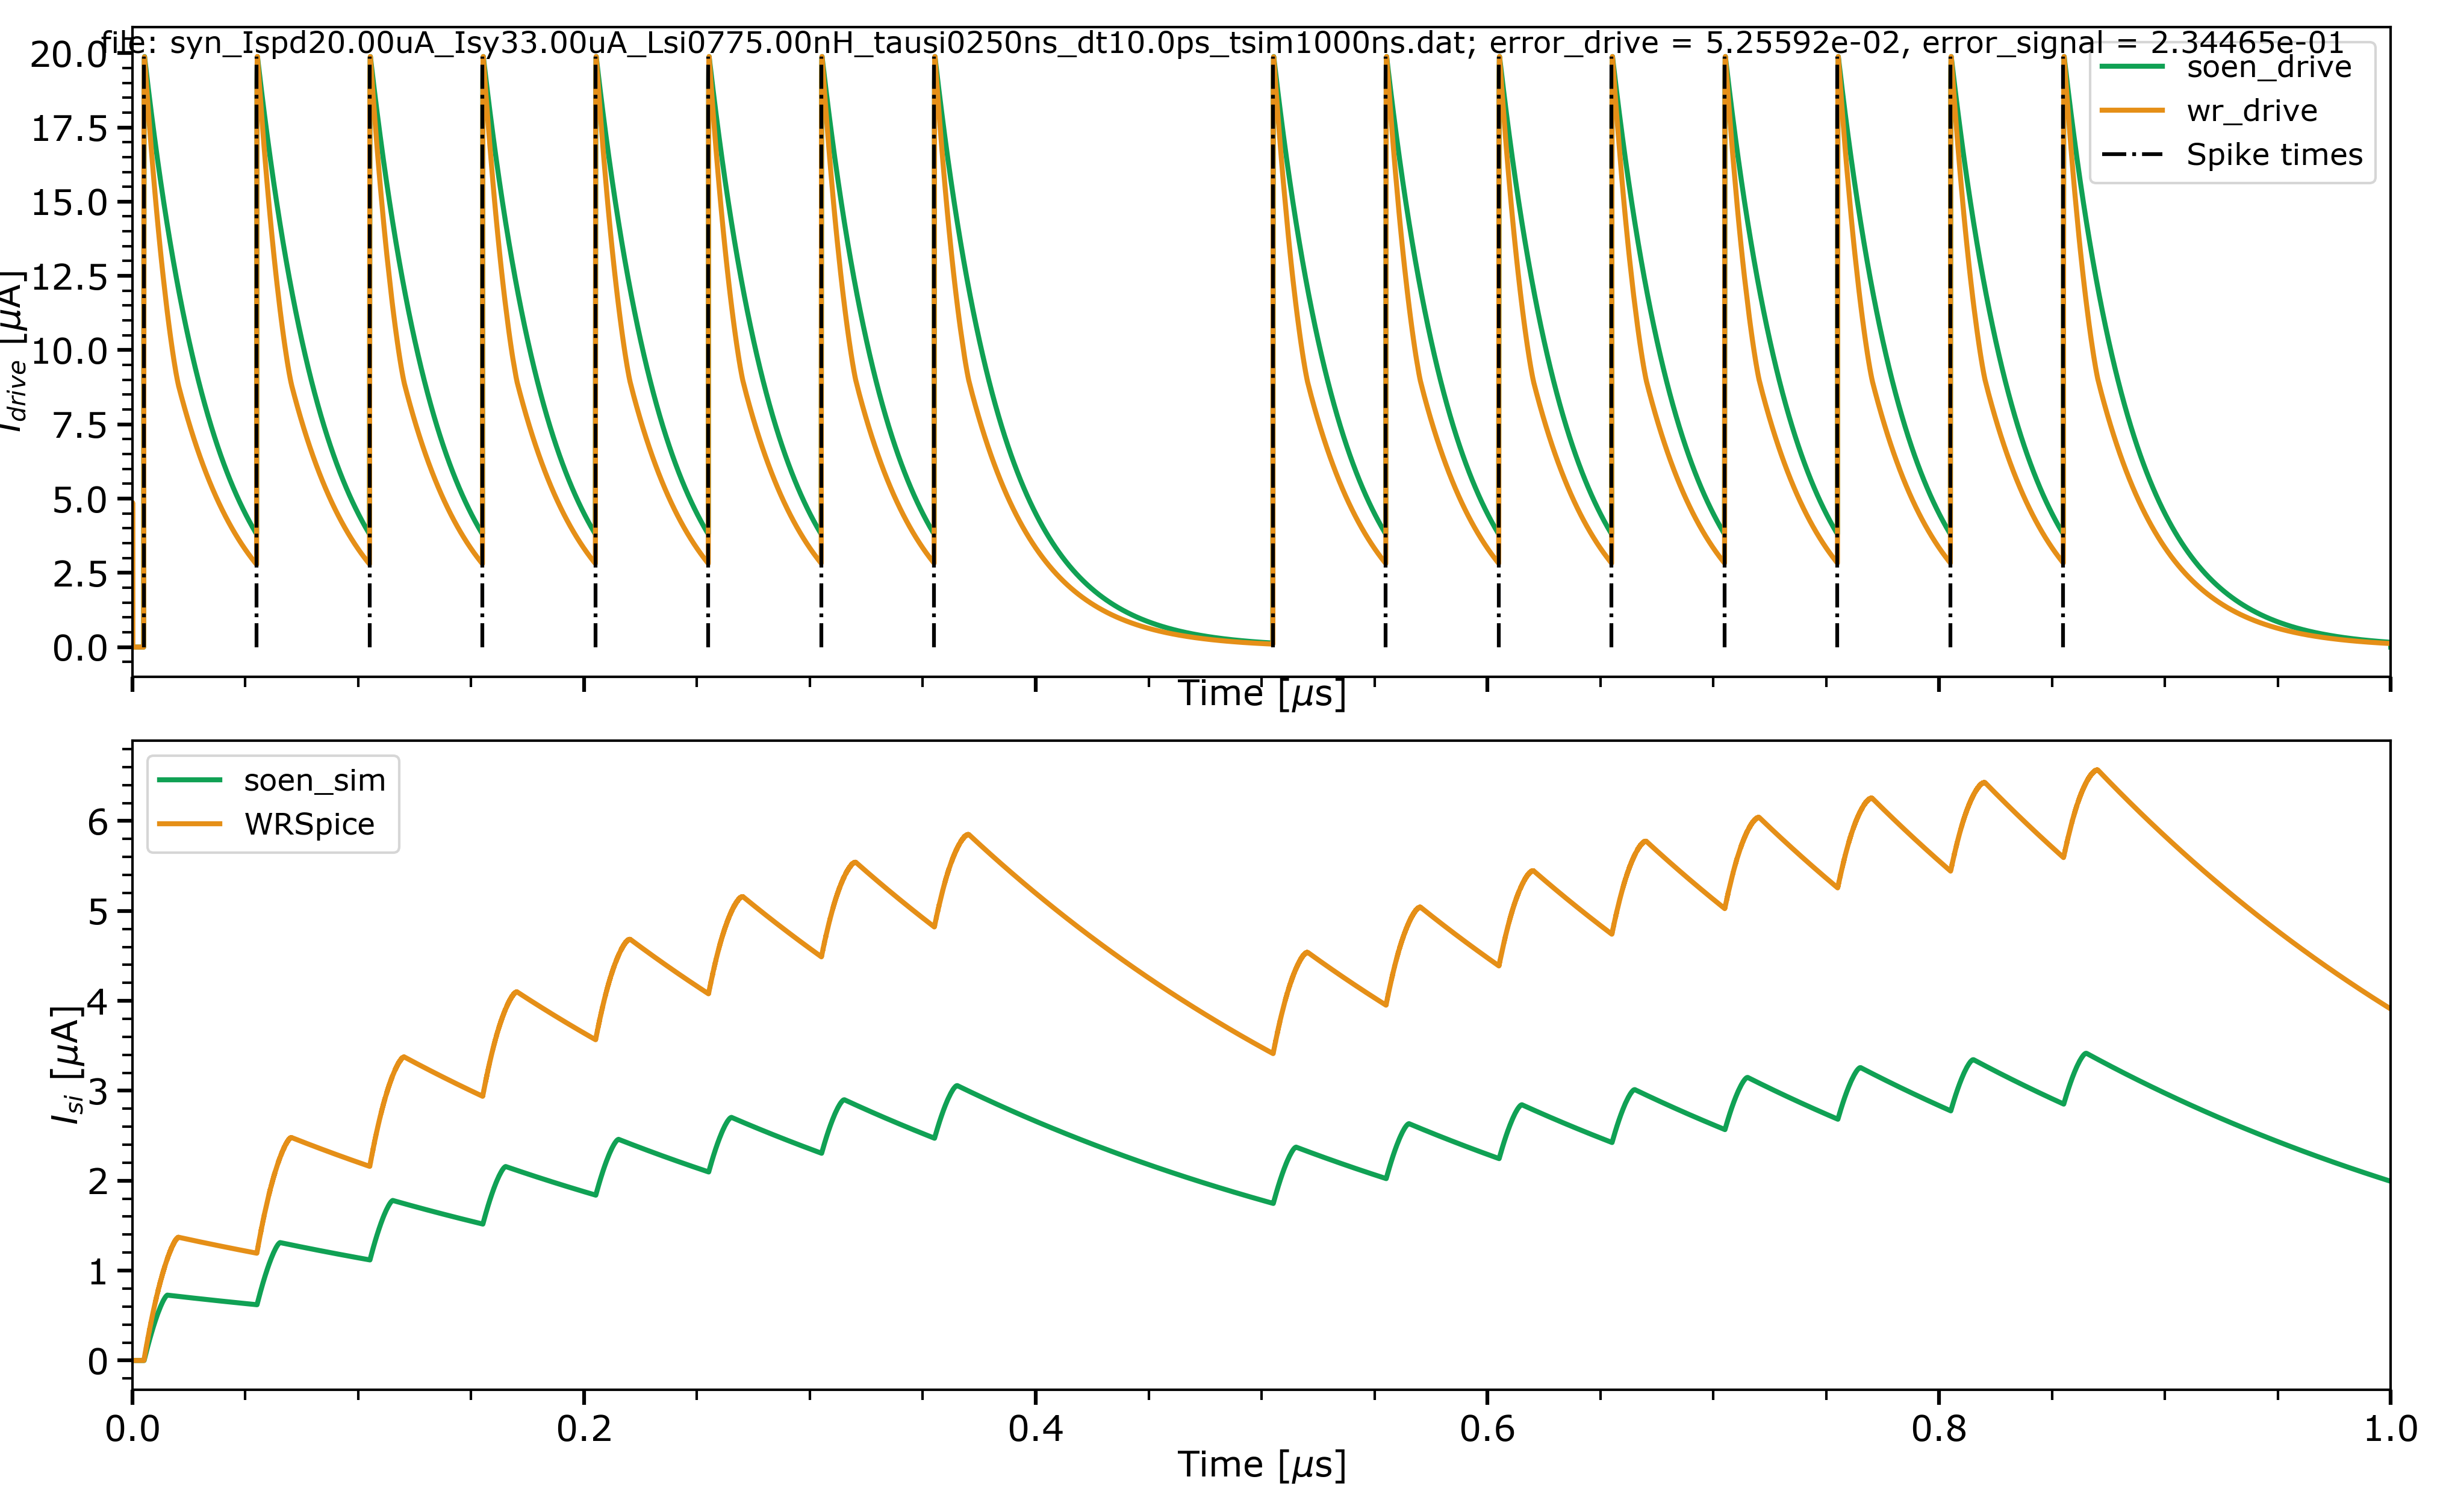 file: syn_Ispd20.00uA_Isy33.00uA_Lsi0775.00nH_tausi0250ns_dt10.0ps_tsim1000ns.dat; error_drive = 5.25592e-02, error_signal = 2.34465e-01
soen_drive
wr_drive
Spike times
20.0
17.5
15.0
12.5
10.0
7.5
5.0
2.5
0.0
I_drive [μA]
Time [μs]
soen_sim
WRSpice
6
5
4
3
2
1
0
I_si [μA]
0.0 0.2 0.4 0.6 0.8 1.0
Time [μs]